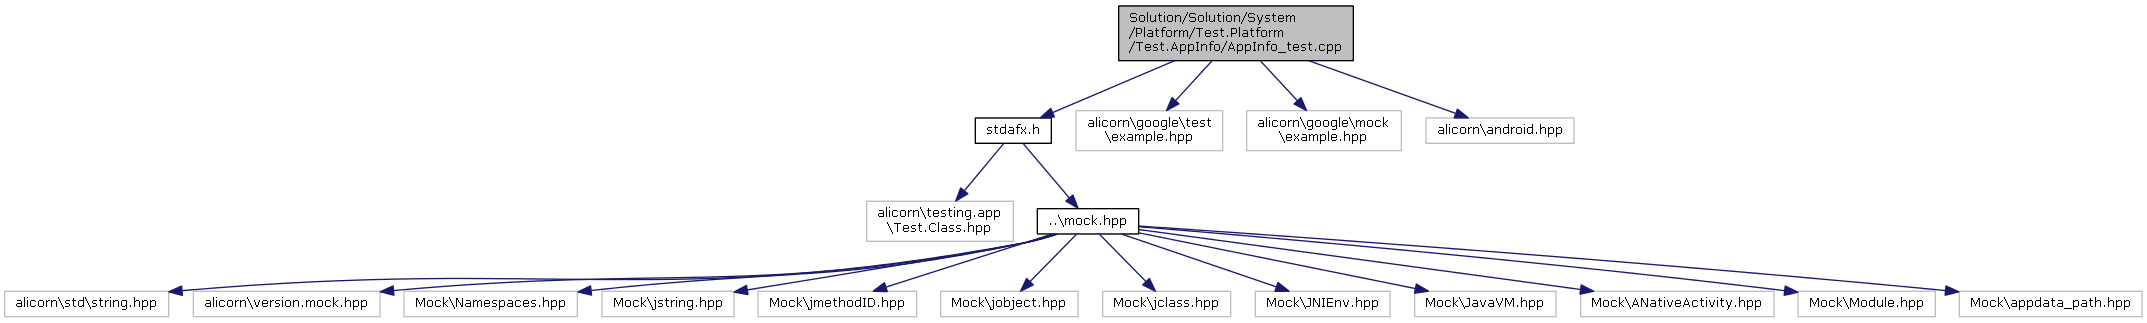 Solution/Solution/System
/Platform/Test.Platform
/Test.AppInfo/AppInfo_test.cpp
stdafx.h
alicorn\google\test
\example.hpp
alicorn\google\mock
\example.hpp
alicorn\android.hpp
alicorn\testing.app
\Test.Class.hpp
..\mock.hpp
alicorn\std\string.hpp
alicorn\version.mock.hpp
Mock\Namespaces.hpp
Mock\jstring.hpp
Mock\jmethodID.hpp
Mock\jobject.hpp
Mock\jclass.hpp
Mock\JNIEnv.hpp
Mock\JavaVM.hpp
Mock\ANativeActivity.hpp
Mock\Module.hpp
Mock\appdata_path.hpp